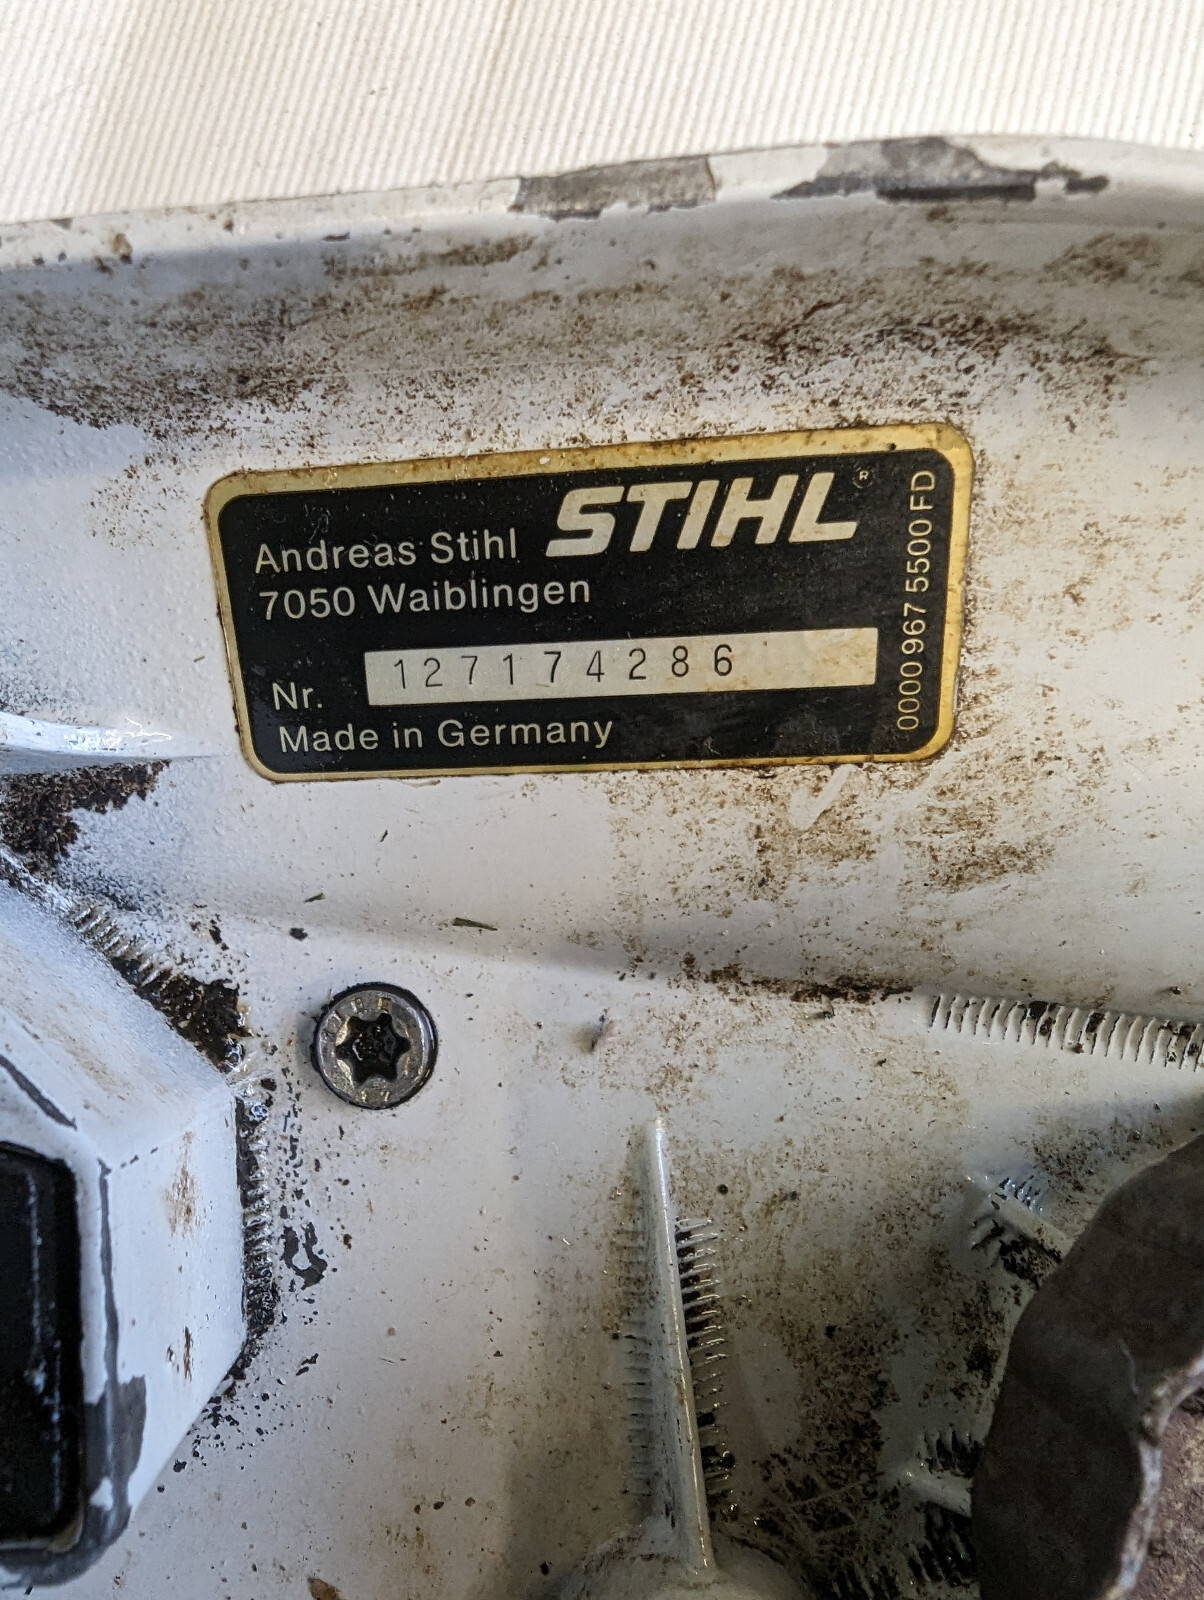 STIHL®
Andreas Stihl
7050 Waiblingen
Nr. 127174286
Made in Germany
0000 967 5500 FD